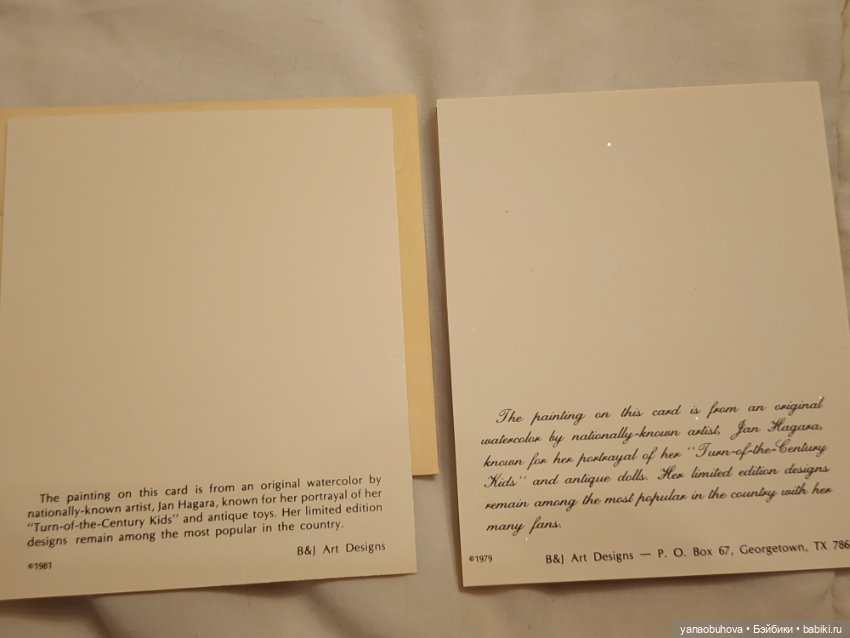 The painting on this card is from an original watercolor by
nationally-known artist, Jan Hagara, known for her portrayal of her
"Turn-of-the-Century Kids" and antique toys. Her limited edition
designs remain among the most popular in the country.
B&J Art Designs
©1981
The painting on this card is from an original
watercolor by nationally-known artist, Jan Hagara,
known for her portrayal of her "Turn-of-the-Century
Kids" and antique dolls. Her limited edition designs
remain among the most popular in the country with her
many fans.
©1979 B&J Art Designs — P. O. Box 67, Georgetown, TX 786
yanaobuhova • Бэйбики • babiki.ru